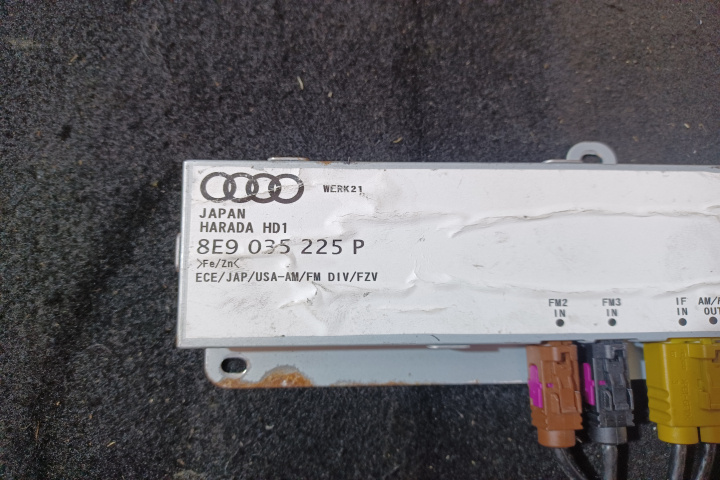 WERK21
JAPAN
HARADA HD1
8E9 035 225 P
>Fe/Zn<
ECE/JAP/USA-AM/FM DIV/FZV
FM2 IN
FM3 IN
IF IN
OUT